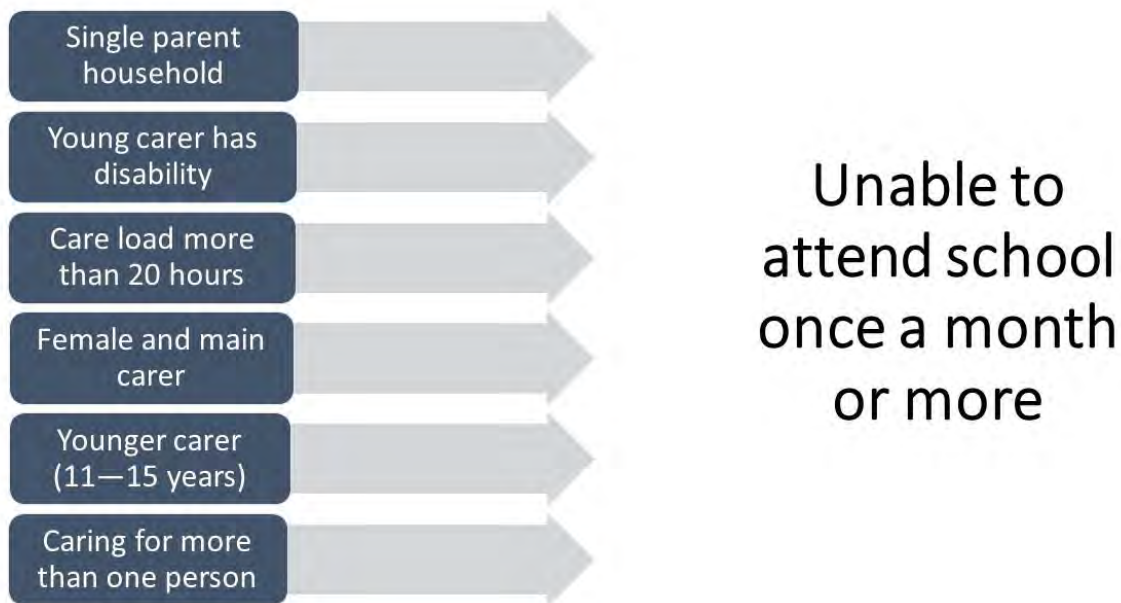 Single parent
household
Young carer has
disability
Care load more
than 20 hours
Female and main
carer
Younger carer
(11—15 years)
Caring for more
than one person
Unable to
attend school
once a month
or more